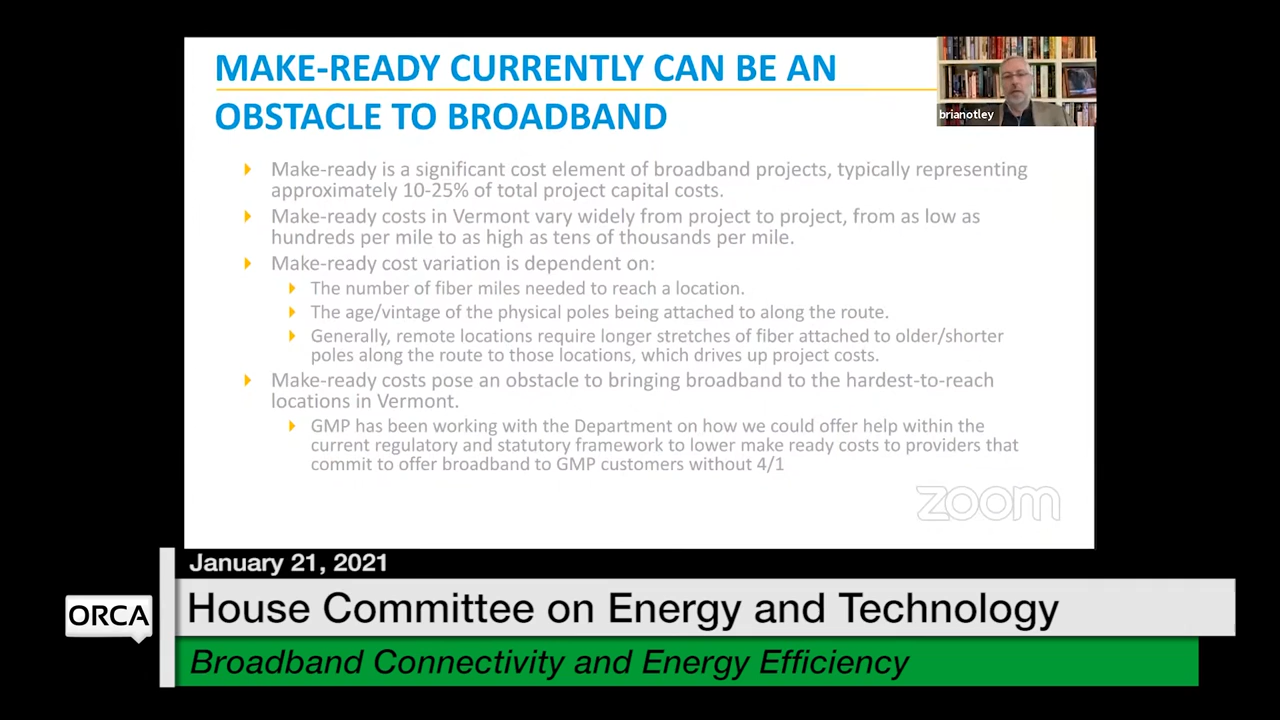 MAKE-READY CURRENTLY CAN BE AN
OBSTACLE TO BROADBAND
brianotley
Make-ready is a significant cost element of broadband projects, typically representing
approximately 10-25% of total project capital costs.
Make-ready costs in Vermont vary widely from project to project, from as low as
hundreds per mile to as high as tens of thousands per mile.
Make-ready cost variation is dependent on:
The number of fiber miles needed to reach a location.
The age/vintage of the physical poles being attached to along the route.
Generally, remote locations require longer stretches of fiber attached to older/shorter
poles along the route to those locations, which drives up project costs.
Make-ready costs pose an obstacle to bringing broadband to the hardest-to-reach
locations in Vermont.
GMP has been working with the Department on how we could offer help within the
current regulatory and statutory framework to lower make ready costs to providers that
commit to offer broadband to GMP customers without 4/1
zoom
January 21, 2021
ORCA
House Committee on Energy and Technology
Broadband Connectivity and Energy Efficiency